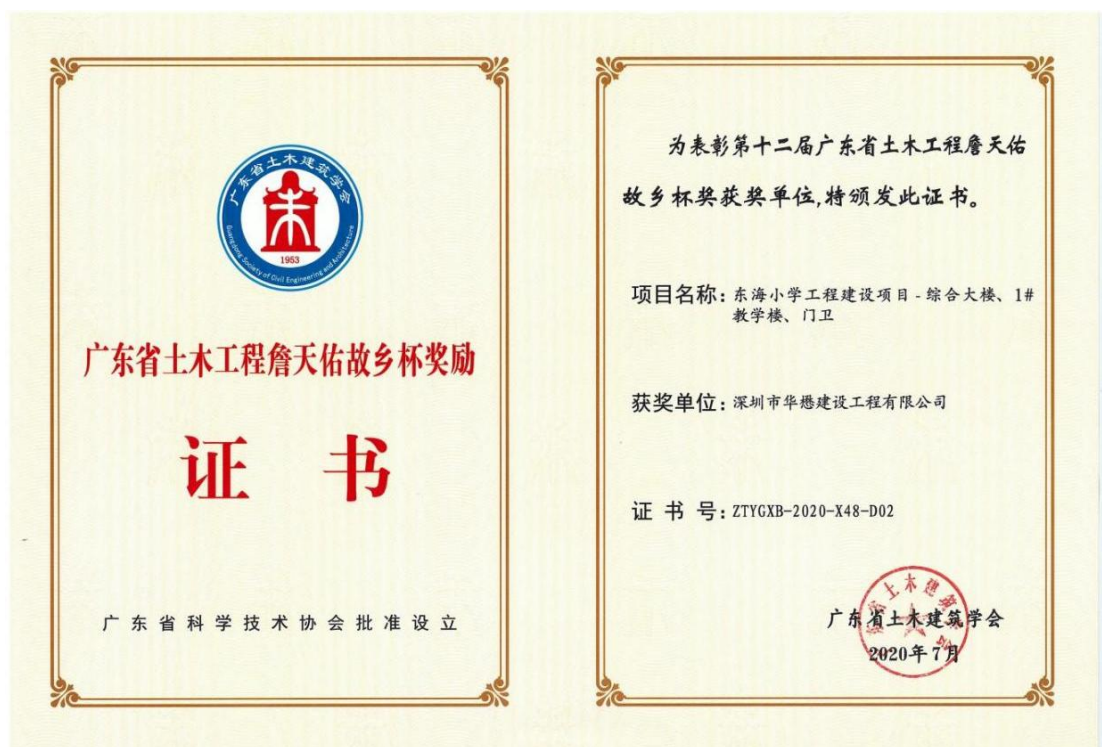 广东省土木建筑学会
1953
Guangdong Society of Civil Engineering and Architecture
广东省土木工程詹天佑故乡杯奖励
证 书
广东省科学技术协会批准设立
为表彰第十二届广东省土木工程詹天佑
故乡杯奖获奖单位,特颁发此证书。
项目名称: 东海小学工程建设项目-综合大楼、1#
教学楼、门卫
获奖单位: 深圳市华懋建设工程有限公司
证 书 号: ZTYGXB-2020-X48-D02
广东省土木建筑学会
2020年7月